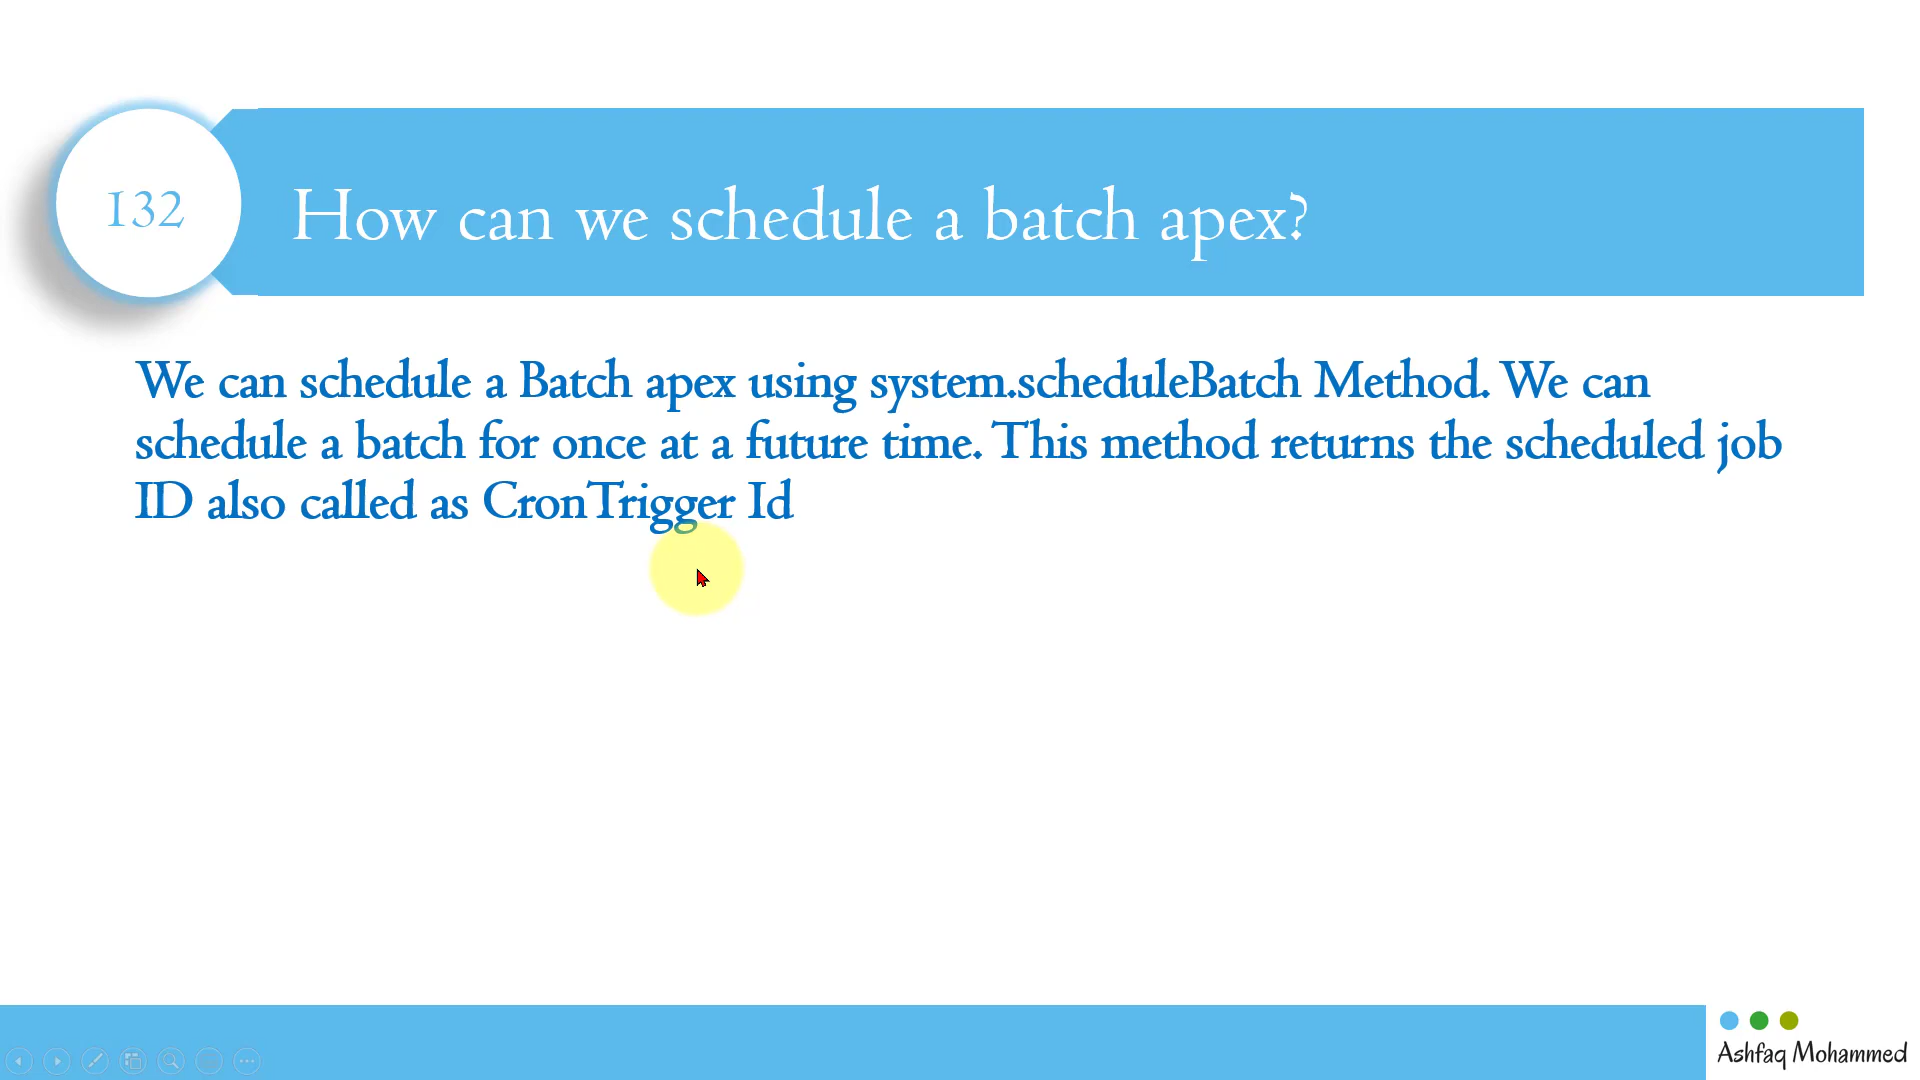 132
How can we schedule a batch apex?
We can schedule a Batch apex using system.scheduleBatch Method. We can
schedule a batch for once at a future time. This method returns the scheduled job
ID also called as CronTrigger Id
Ashfaq Mohammed